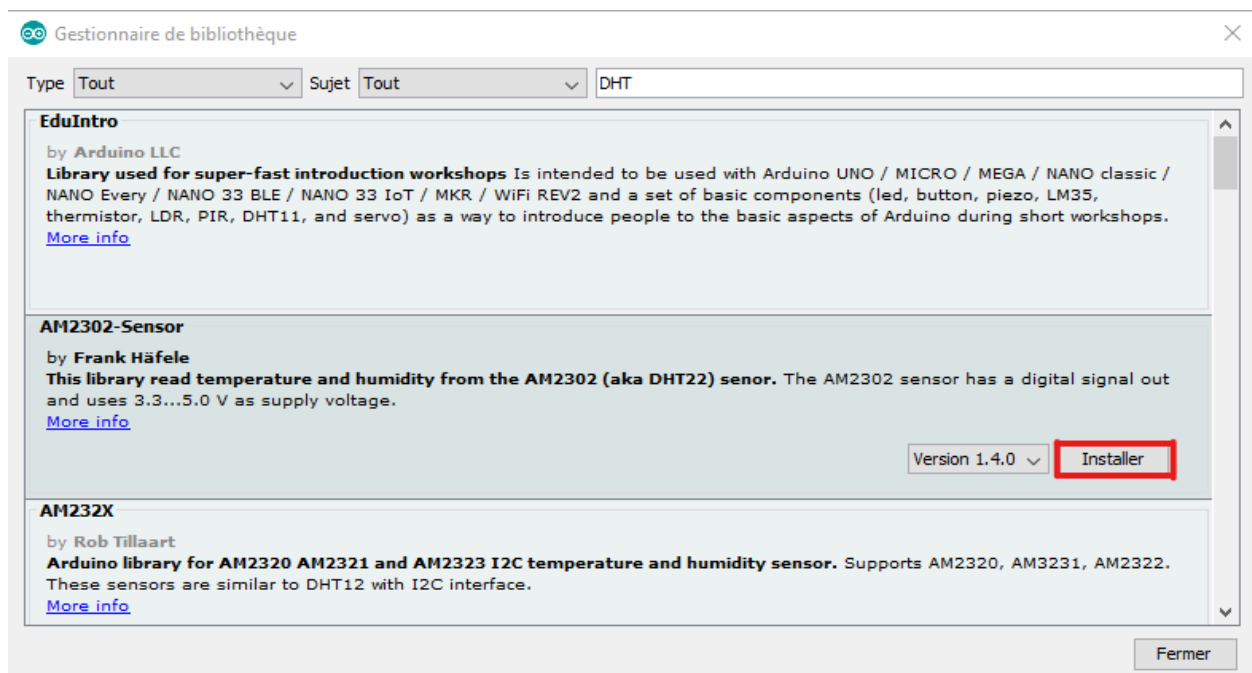 Gestionnaire de bibliothèque
Type Tout Sujet Tout DHT
EduIntro
by Arduino LLC
Library used for super-fast introduction workshops Is intended to be used with Arduino UNO / MICRO / MEGA / NANO classic /
NANO Every / NANO 33 BLE / NANO 33 IoT / MKR / WiFi REV2 and a set of basic components (led, button, piezo, LM35,
thermistor, LDR, PIR, DHT11, and servo) as a way to introduce people to the basic aspects of Arduino during short workshops.
More info
AM2302-Sensor
by Frank Häfele
This library read temperature and humidity from the AM2302 (aka DHT22) senor. The AM2302 sensor has a digital signal out
and uses 3.3...5.0 V as supply voltage.
More info
Version 1.4.0 Installer
AM232X
by Rob Tillaart
Arduino library for AM2320 AM2321 and AM2323 I2C temperature and humidity sensor. Supports AM2320, AM3231, AM2322.
These sensors are similar to DHT12 with I2C interface.
More info
Fermer